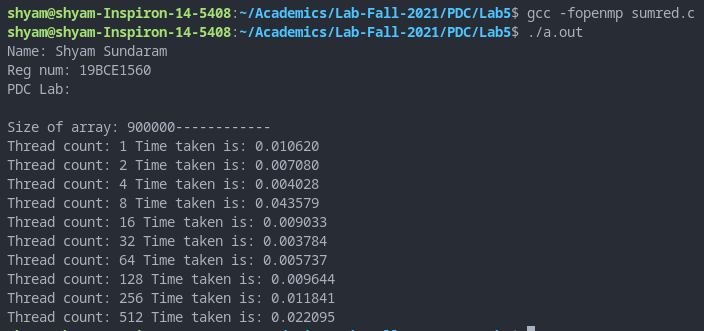 shyam@shyam-Inspiron-14-5408:~/Academics/Lab-Fall-2021/PDC/Lab5$ gcc -fopenmp sumred.c
shyam@shyam-Inspiron-14-5408:~/Academics/Lab-Fall-2021/PDC/Lab5$ ./a.out
Name: Shyam Sundaram
Reg num: 19BCE1560
PDC Lab:
Size of array: 900000------------
Thread count: 1 Time taken is: 0.010620
Thread count: 2 Time taken is: 0.007080
Thread count: 4 Time taken is: 0.004028
Thread count: 8 Time taken is: 0.043579
Thread count: 16 Time taken is: 0.009033
Thread count: 32 Time taken is: 0.003784
Thread count: 64 Time taken is: 0.005737
Thread count: 128 Time taken is: 0.009644
Thread count: 256 Time taken is: 0.011841
Thread count: 512 Time taken is: 0.022095